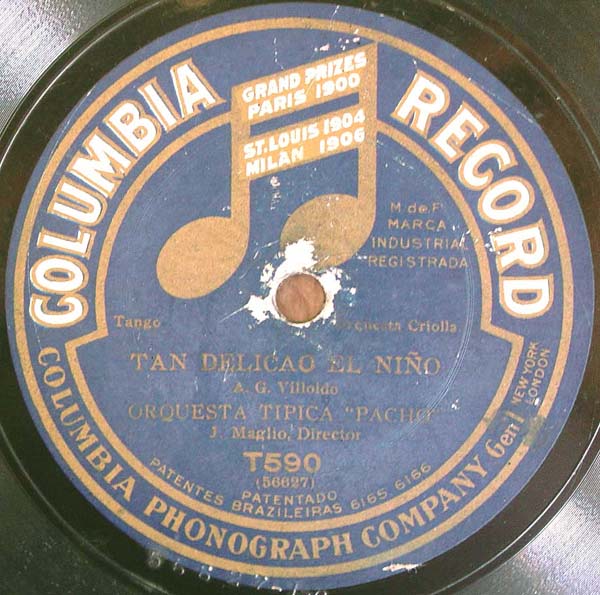 COLUMBIA RECORD
GRAND PRIZES
PARIS 1900
ST. LOUIS 1904
MILAN 1906
M de F
MARCA
INDUSTRIAL
REGISTRADA
Tango Orquesta Criolla
TAN DELICAO EL NIÑO
A. G. Villoldo
ORQUESTA TIPICA "PACHO"
J. Maglio, Director
T590
(56627)
PATENTADO
PATENTES BRAZILEIRAS 6165 6166
COLUMBIA PHONOGRAPH COMPANY Gen'l
NEW YORK
LONDON